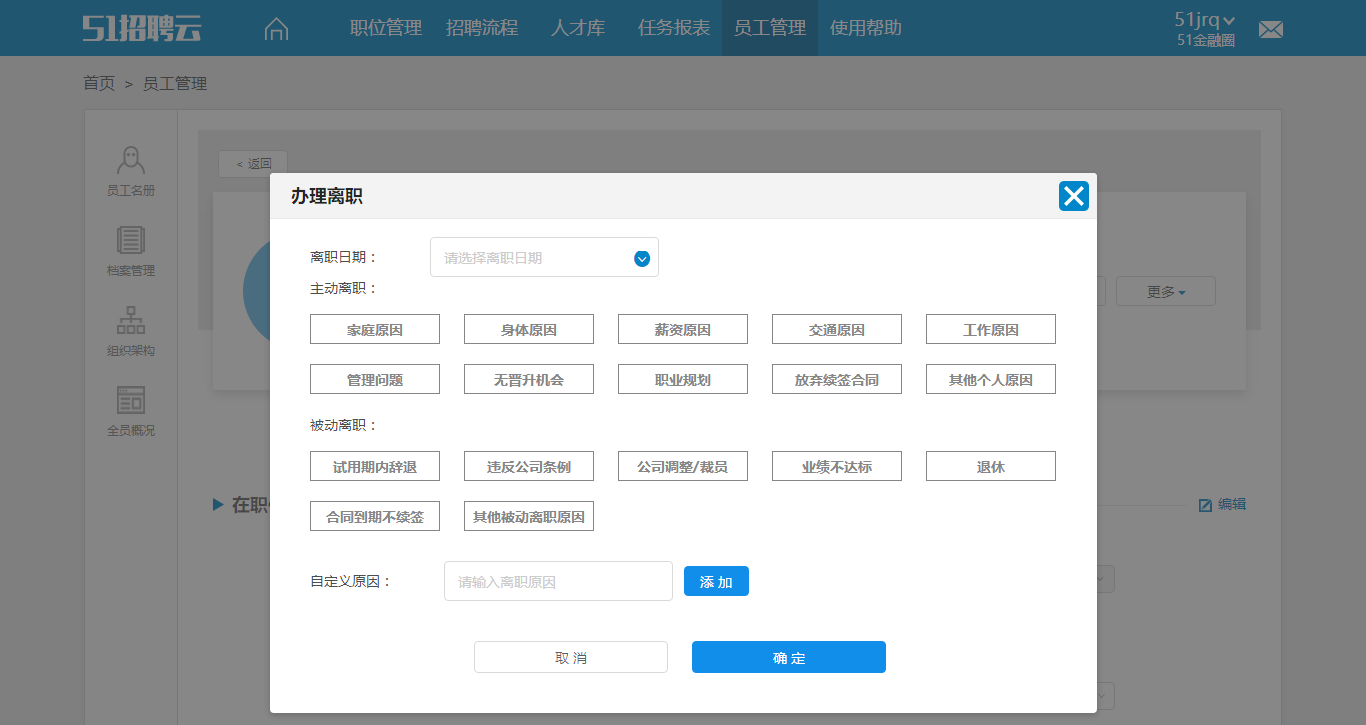 51招聘云 职位管理 招聘流程 人才库 任务报表 员工管理 使用帮助 51jrq
51金融圈
首页 > 员工管理
< 返回
员工名册
档案管理
组织架构
全员概况
更多
在职
编辑
办理离职
离职日期： 请选择离职日期
主动离职：
家庭原因 身体原因 薪资原因 交通原因 工作原因
管理问题 无晋升机会 职业规划 放弃续签合同 其他个人原因
被动离职：
试用期内辞退 违反公司条例 公司调整/裁员 业绩不达标 退休
合同到期不续签 其他被动离职原因
自定义原因： 请输入离职原因 添加
取消 确定